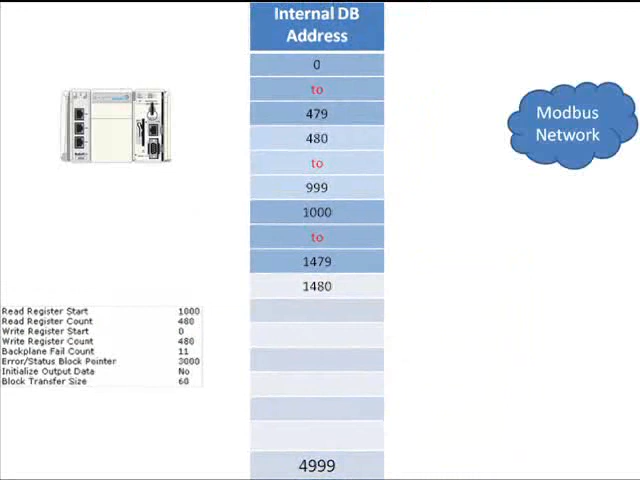 Internal DB
Address
0
to
479
480
to
999
1000
to
1479
1480
4999
Modbus
Network
Read Register Start 1000
Read Register Count 480
Write Register Start 0
Write Register Count 480
Backplane Fail Count 11
Error/Status Block Pointer 3000
Initialize Output Data No
Block Transfer Size 60